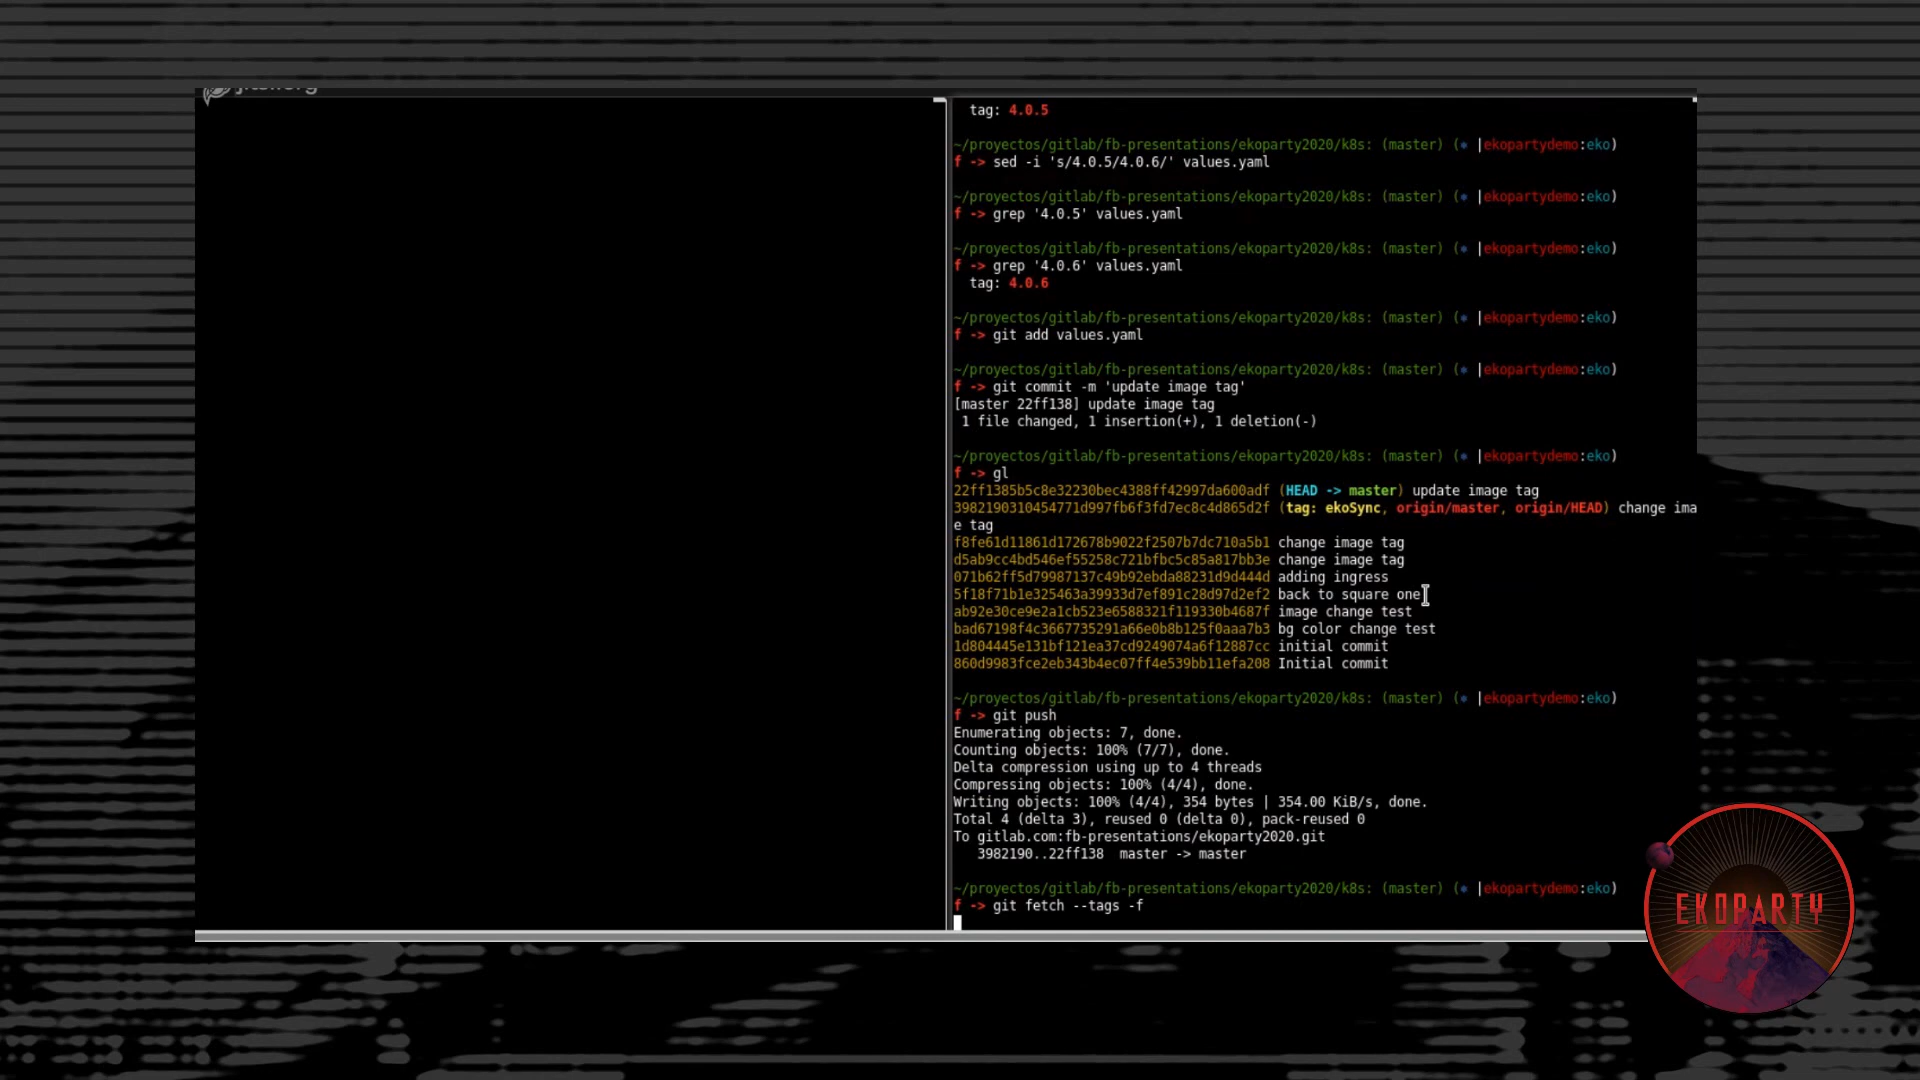 jitsi.org
tag: 4.0.5
~/proyectos/gitlab/fb-presentations/ekoparty2020/k8s: (master) (⎈ |ekopartydemo:eko)
f -> sed -i 's/4.0.5/4.0.6/' values.yaml
~/proyectos/gitlab/fb-presentations/ekoparty2020/k8s: (master) (⎈ |ekopartydemo:eko)
f -> grep '4.0.5' values.yaml
~/proyectos/gitlab/fb-presentations/ekoparty2020/k8s: (master) (⎈ |ekopartydemo:eko)
f -> grep '4.0.6' values.yaml
tag: 4.0.6
~/proyectos/gitlab/fb-presentations/ekoparty2020/k8s: (master) (⎈ |ekopartydemo:eko)
f -> git add values.yaml
~/proyectos/gitlab/fb-presentations/ekoparty2020/k8s: (master) (⎈ |ekopartydemo:eko)
f -> git commit -m 'update image tag'
[master 22ff138] update image tag
1 file changed, 1 insertion(+), 1 deletion(-)
~/proyectos/gitlab/fb-presentations/ekoparty2020/k8s: (master) (⎈ |ekopartydemo:eko)
f -> gl
22ff1385b5c8e32230bec4388ff42997da600adf (HEAD -> master) update image tag
3982190310454771d997fb6f3fd7ec8c4d865d2f (tag: ekoSync, origin/master, origin/HEAD) change ima
e tag
f8fe61d11861d172678b9022f2507b7dc710a5b1 change image tag
d5ab9cc4bd546ef55258c721bfbc5c85a817bb3e change image tag
071b62ff5d79987137c49b92ebda88231d9d444d adding ingress
5f18f71b1e325463a39933d7ef891c28d97d2ef2 back to square one
ab92e30ce9e2a1cb523e6588321f119330b4687f image change test
bad67198f4c3667735291a66e0b8b125f0aaa7b3 bg color change test
1d804445e131bf121ea37cd9249074a6f12887cc initial commit
860d9983fce2eb343b4ec07ff4e539bb11efa208 Initial commit
~/proyectos/gitlab/fb-presentations/ekoparty2020/k8s: (master) (⎈ |ekopartydemo:eko)
f -> git push
Enumerating objects: 7, done.
Counting objects: 100% (7/7), done.
Delta compression using up to 4 threads
Compressing objects: 100% (4/4), done.
Writing objects: 100% (4/4), 354 bytes | 354.00 KiB/s, done.
Total 4 (delta 3), reused 0 (delta 0), pack-reused 0
To gitlab.com:fb-presentations/ekoparty2020.git
3982190..22ff138  master -> master
~/proyectos/gitlab/fb-presentations/ekoparty2020/k8s: (master) (⎈ |ekopartydemo:eko)
f -> git fetch --tags -f
EKOPARTY